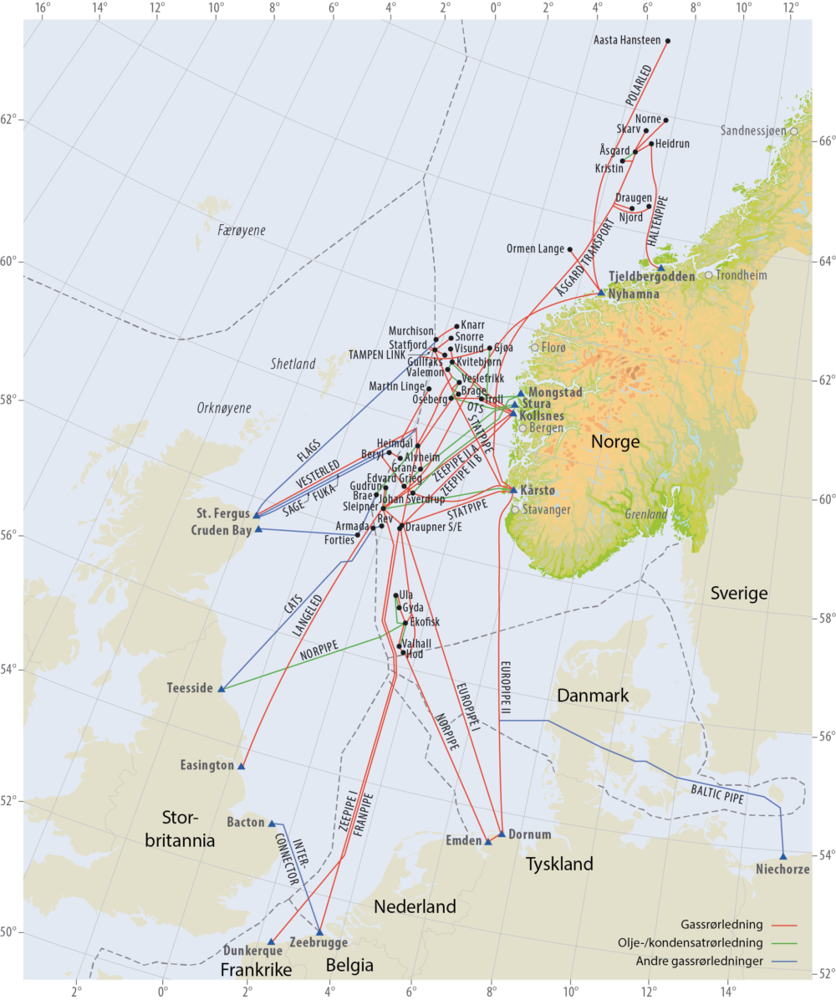 16° 14° 12° 10° 8° 6° 4° 2° 0° 2° 4° 6° 8° 10° 12°
Aasta Hansteen
POLARLED
62°
Norne
Skarv
Sandnessjøen
66°
Heidrun
Åsgard
Kristin
Draugen
Njord
HALTENPIPE
Færøyene
ÅSGARD TRANSPORT
Ormen Lange
60°
64°
Tjeldbergodden
Trondheim
Nyhamna
Knarr
Murchison
Snorre
Statfjord
Visund
Gjøa
Florø
TAMPEN LINK
Gullfaks
Kvitebjørn
Shetland
Valemon
Veslefrikk
62°
Martin Linge
Brage
Mongstad
58°
Oseberg
Troll
Stura
Orknøyene
OTS
Kollsnes
Bergen
STATPIPE
Norge
FLAGS
Heimdal
Beryl
Alvheim
VESTERLED
Grane
ZEEPIPE II A
ZEEPIPE II B
Edvard Grieg
SAGE
FUKA
Gudrun
Kårstø
60°
Brae
Johan Sverdrup
Sleipner
STATPIPE
Stavanger
Grenland
St. Fergus
Rev
Cruden Bay
Armada
Draupner S/E
56°
Forties
Sverige
Ula
CATS
LANGELED
Gyda
Ekofisk
58°
NORPIPE
Valhall
Hod
54°
Teesside
EUROPIPE II
EUROPIPE I
Danmark
NORPIPE
56°
Easington
BALTIC PIPE
52°
ZEEPIPE I
FRANPIPE
Stor-
britannia
Bacton
INTER-
CONNECTOR
Dornum
Emden
54°
Tyskland
Niechorze
Nederland
Gassrørledning
50°
Zeebrugge
Olje-/kondensatrørledning
Dunkerque
Andre gassrørledninger
Frankrike
Belgia
52°
2° 0° 2° 4° 6° 8° 10° 12° 14°